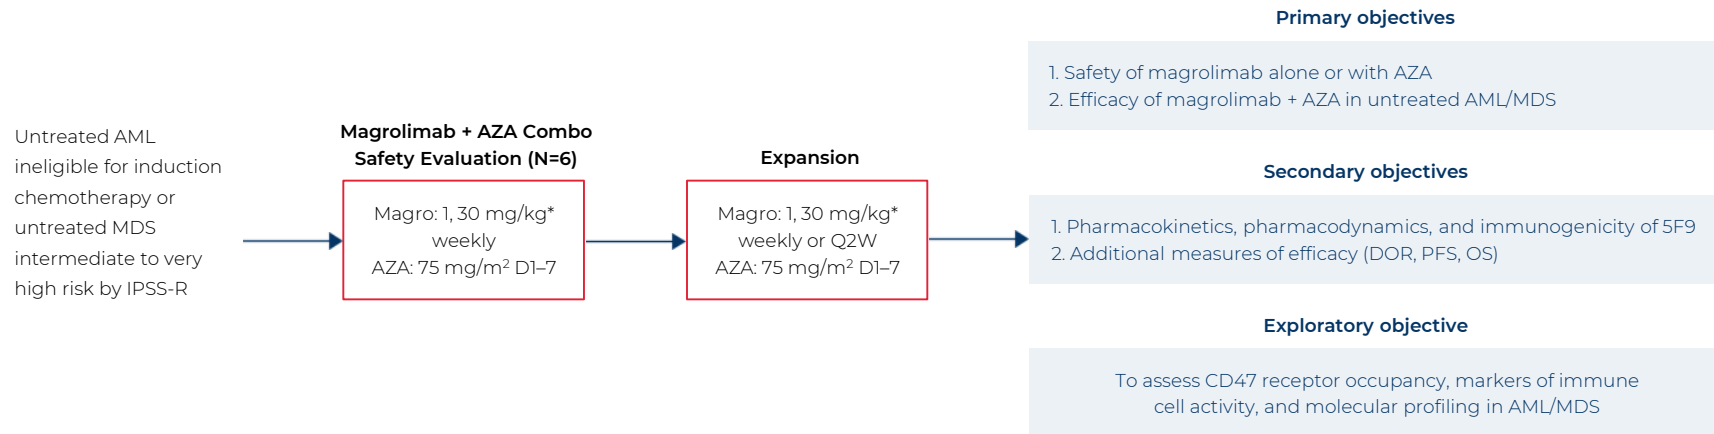 Untreated AML
ineligible for induction
chemotherapy or
untreated MDS
intermediate to very
high risk by IPSS-R
Magrolimab + AZA Combo
Safety Evaluation (N=6)
Magro: 1, 30 mg/kg*
weekly
AZA: 75 mg/m² D1–7
Expansion
Magro: 1, 30 mg/kg*
weekly or Q2W
AZA: 75 mg/m² D1–7
Primary objectives
1. Safety of magrolimab alone or with AZA
2. Efficacy of magrolimab + AZA in untreated AML/MDS
Secondary objectives
1. Pharmacokinetics, pharmacodynamics, and immunogenicity of 5F9
2. Additional measures of efficacy (DOR, PFS, OS)
Exploratory objective
To assess CD47 receptor occupancy, markers of immune
cell activity, and molecular profiling in AML/MDS